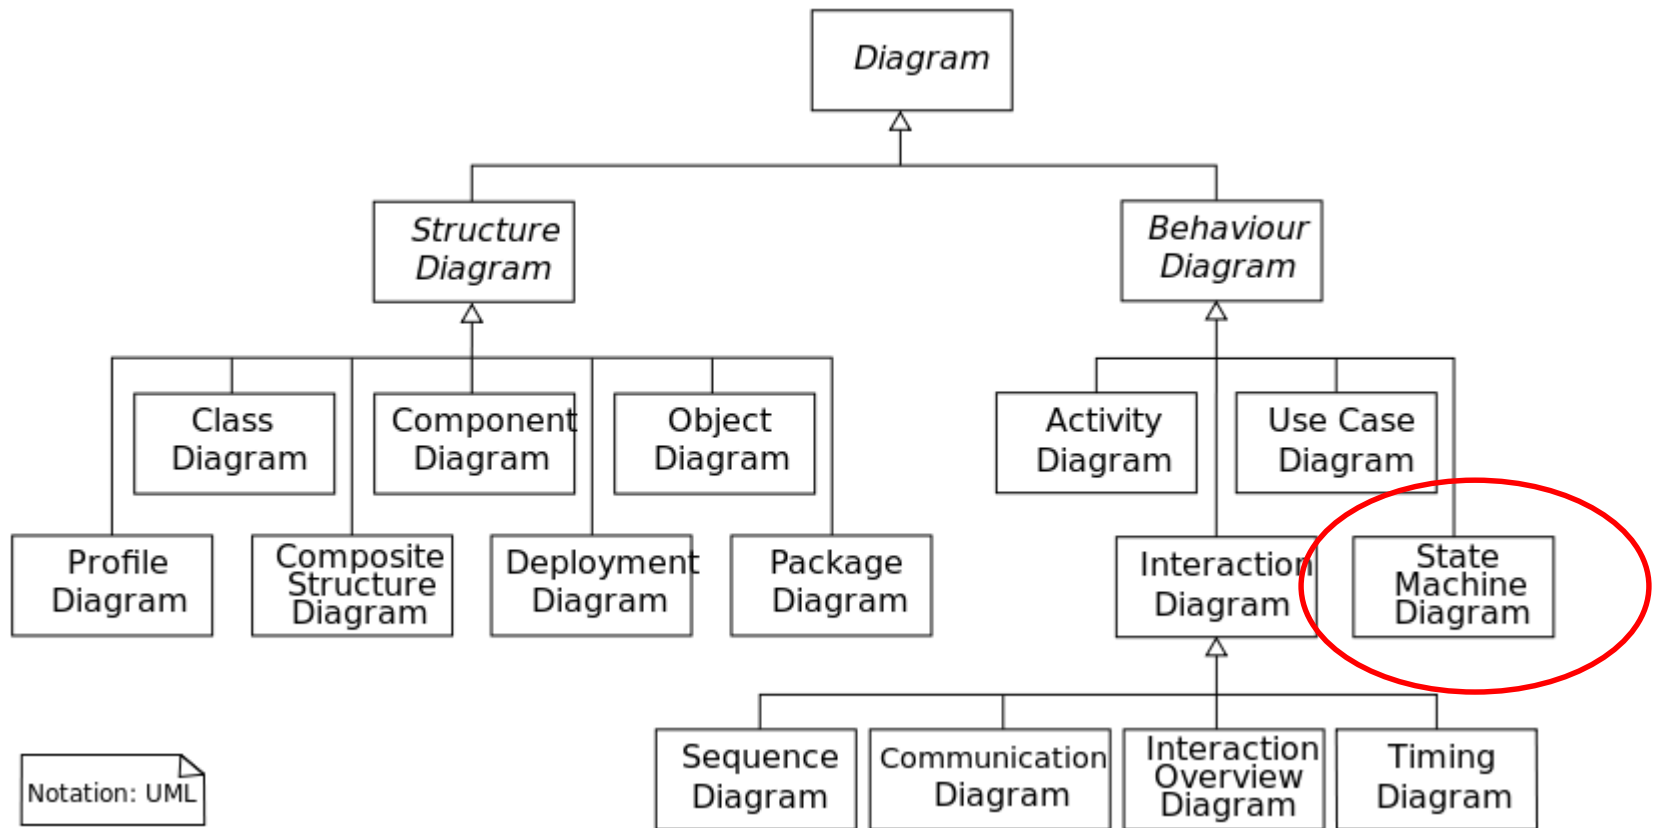 Diagram
Structure
Diagram
Behaviour
Diagram
Class
Diagram
Component
Diagram
Object
Diagram
Activity
Diagram
Use Case
Diagram
Profile
Diagram
Composite
Structure
Diagram
Deployment
Diagram
Package
Diagram
Interaction
Diagram
State
Machine
Diagram
Sequence
Diagram
Communication
Diagram
Interaction
Overview
Diagram
Timing
Diagram
Notation: UML